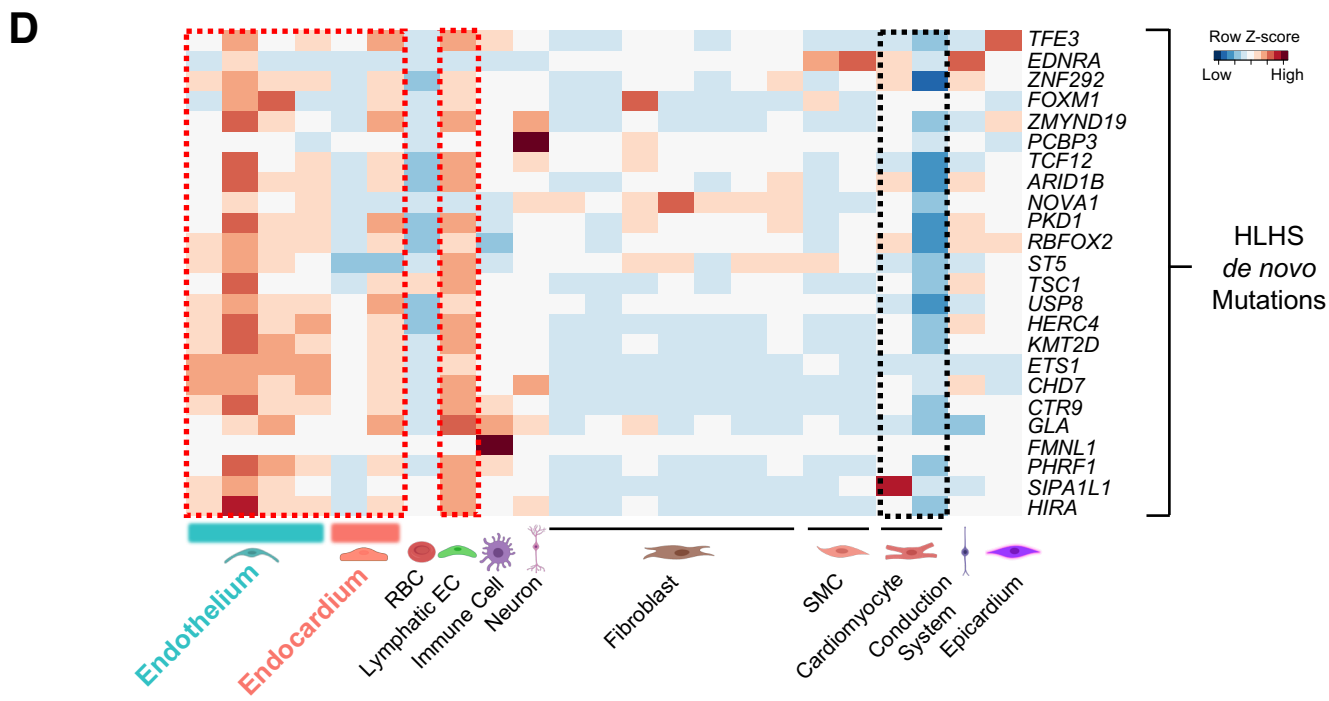 D
TFE3
EDNRA
ZNF292
FOXM1
ZMYND19
PCBP3
TCF12
ARID1B
NOVA1
PKD1
RBFOX2
ST5
TSC1
USP8
HERC4
KMT2D
ETS1
CHD7
CTR9
GLA
FMNL1
PHRF1
SIPA1L1
HIRA
Row Z-score
Low High
HLHS
de novo
Mutations
Endothelium
Endocardium
RBC
Lymphatic EC
Immune Cell
Neuron
Fibroblast
SMC
Cardiomyocyte
Conduction
System
Epicardium